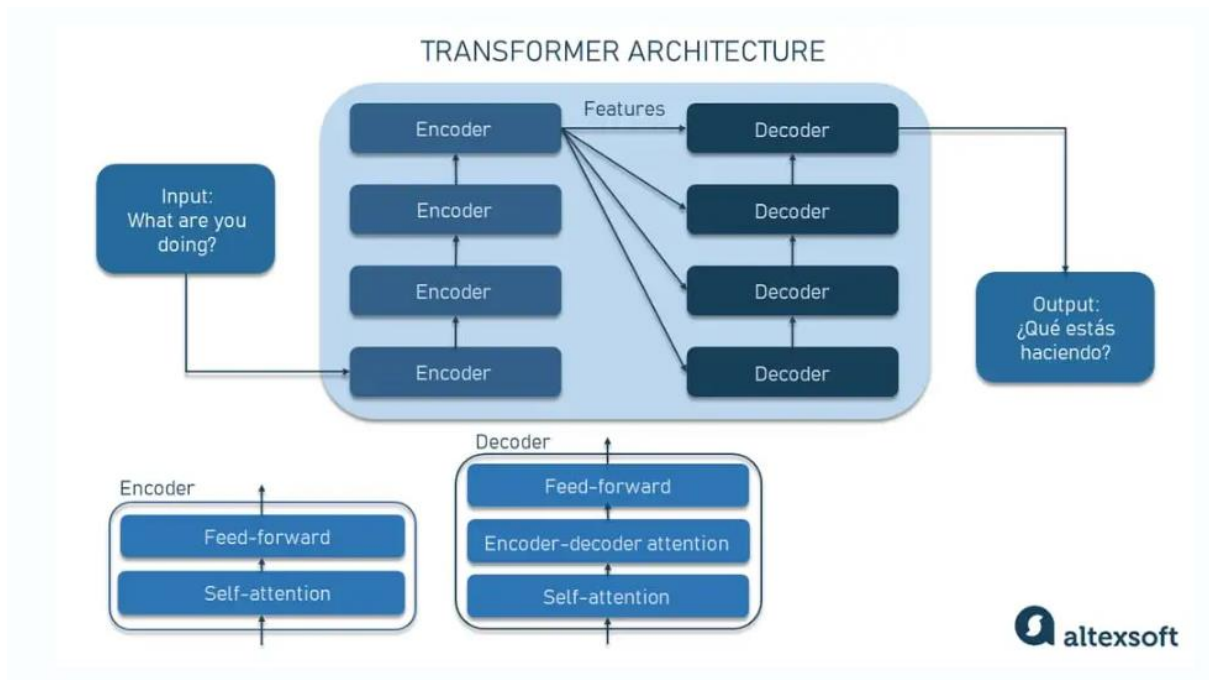 TRANSFORMER ARCHITECTURE
Features
Encoder
Decoder
Input:
What are you
doing?
Encoder
Decoder
Encoder
Decoder
Output:
¿Qué estás
haciendo?
Encoder
Decoder
Encoder
Feed-forward
Self-attention
Decoder
Feed-forward
Encoder-decoder attention
Self-attention
altexsoft